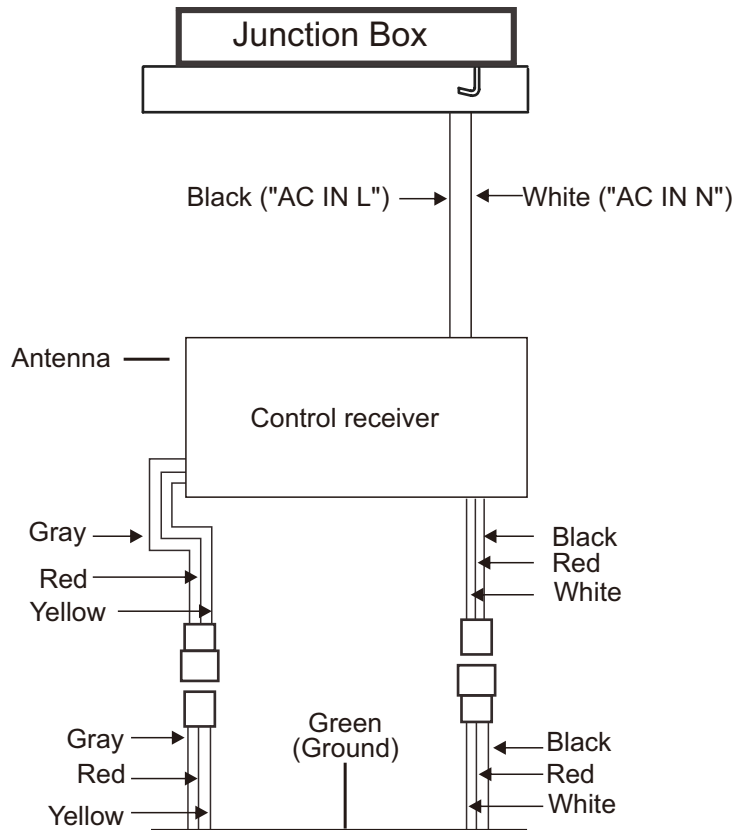 Junction Box
Black ("AC IN L")
White ("AC IN N")
Antenna
Control receiver
Gray
Red
Yellow
Black
Red
White
Green
(Ground)
Gray
Red
Yellow
Black
Red
White